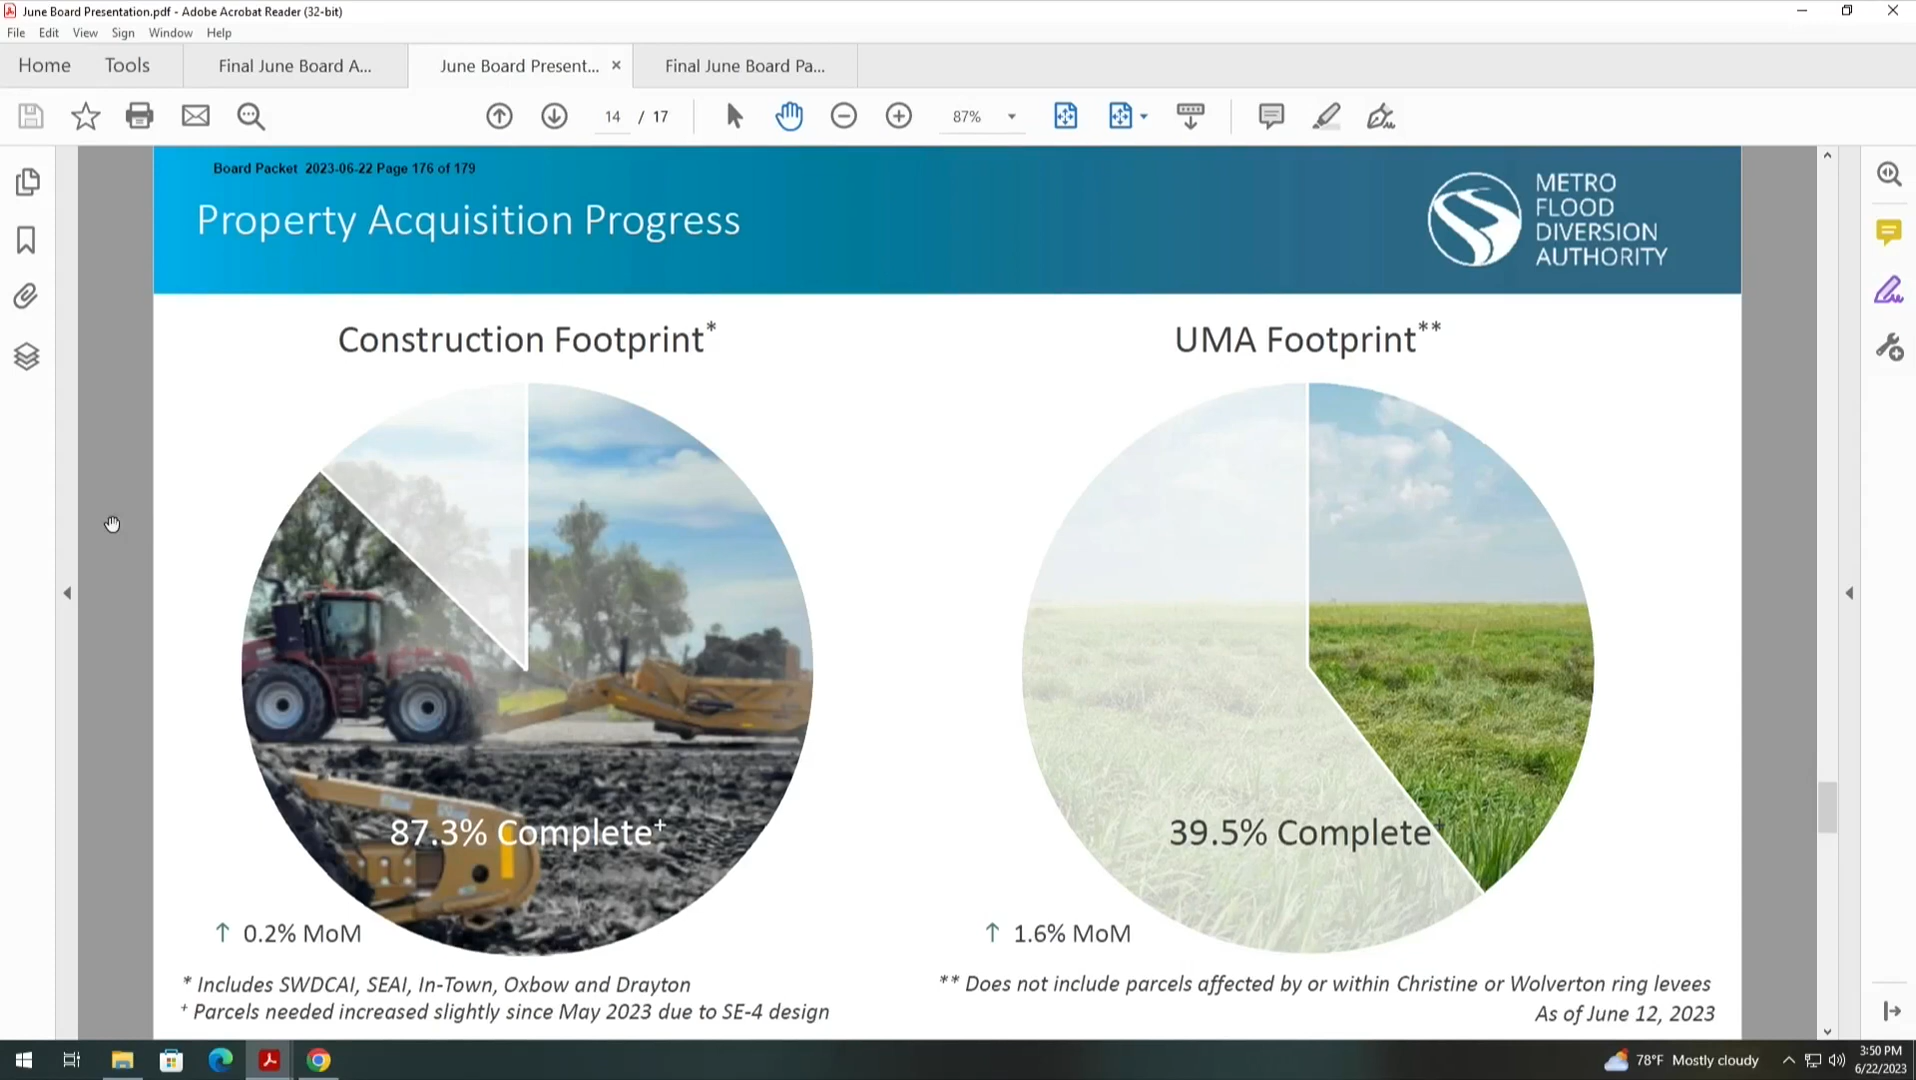 June Board Presentation.pdf - Adobe Acrobat Reader (32-bit)
File Edit View Sign Window Help
Home Tools Final June Board A... June Board Present... × Final June Board Pa...
14 / 17 87%
Board Packet 2023-06-22 Page 176 of 179
Property Acquisition Progress
METRO
FLOOD
DIVERSION
AUTHORITY
Construction Footprint*
UMA Footprint**
87.3% Complete+
39.5% Complete
↑ 0.2% MoM
↑ 1.6% MoM
* Includes SWDCAI, SEAI, In-Town, Oxbow and Drayton
+ Parcels needed increased slightly since May 2023 due to SE-4 design
** Does not include parcels affected by or within Christine or Wolverton ring levees
As of June 12, 2023
78°F Mostly cloudy
3:50 PM
6/22/2023